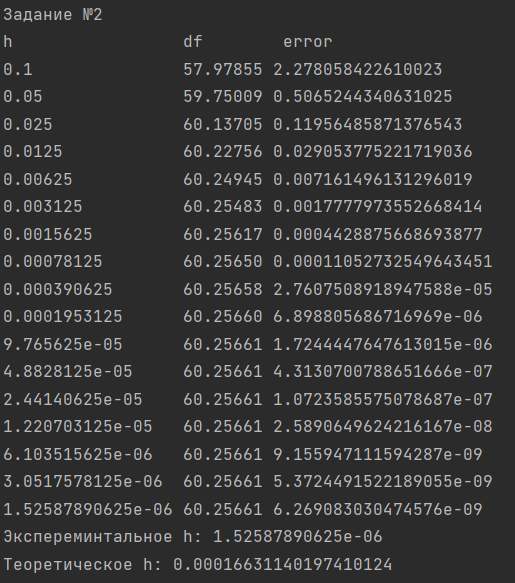 Задание №2
h df error
0.1 57.97855 2.278058422610023
0.05 59.75009 0.5065244340631025
0.025 60.13705 0.11956485871376543
0.0125 60.22756 0.029053775221719036
0.00625 60.24945 0.007161496131296019
0.003125 60.25483 0.0017777973552668414
0.0015625 60.25617 0.0004428875668693877
0.00078125 60.25650 0.00011052732549643451
0.000390625 60.25658 2.7607508918947588e-05
0.0001953125 60.25660 6.898805686716969e-06
9.765625e-05 60.25661 1.7244447647613015e-06
4.8828125e-05 60.25661 4.3130700788651666e-07
2.44140625e-05 60.25661 1.0723585575078687e-07
1.220703125e-05 60.25661 2.5890649624216167e-08
6.103515625e-06 60.25661 9.155947111594287e-09
3.0517578125e-06 60.25661 5.3724491522189055e-09
1.52587890625e-06 60.25661 6.269083030474576e-09
Экспереминтальное h: 1.52587890625e-06
Теоретическое h: 0.00016631140197410124